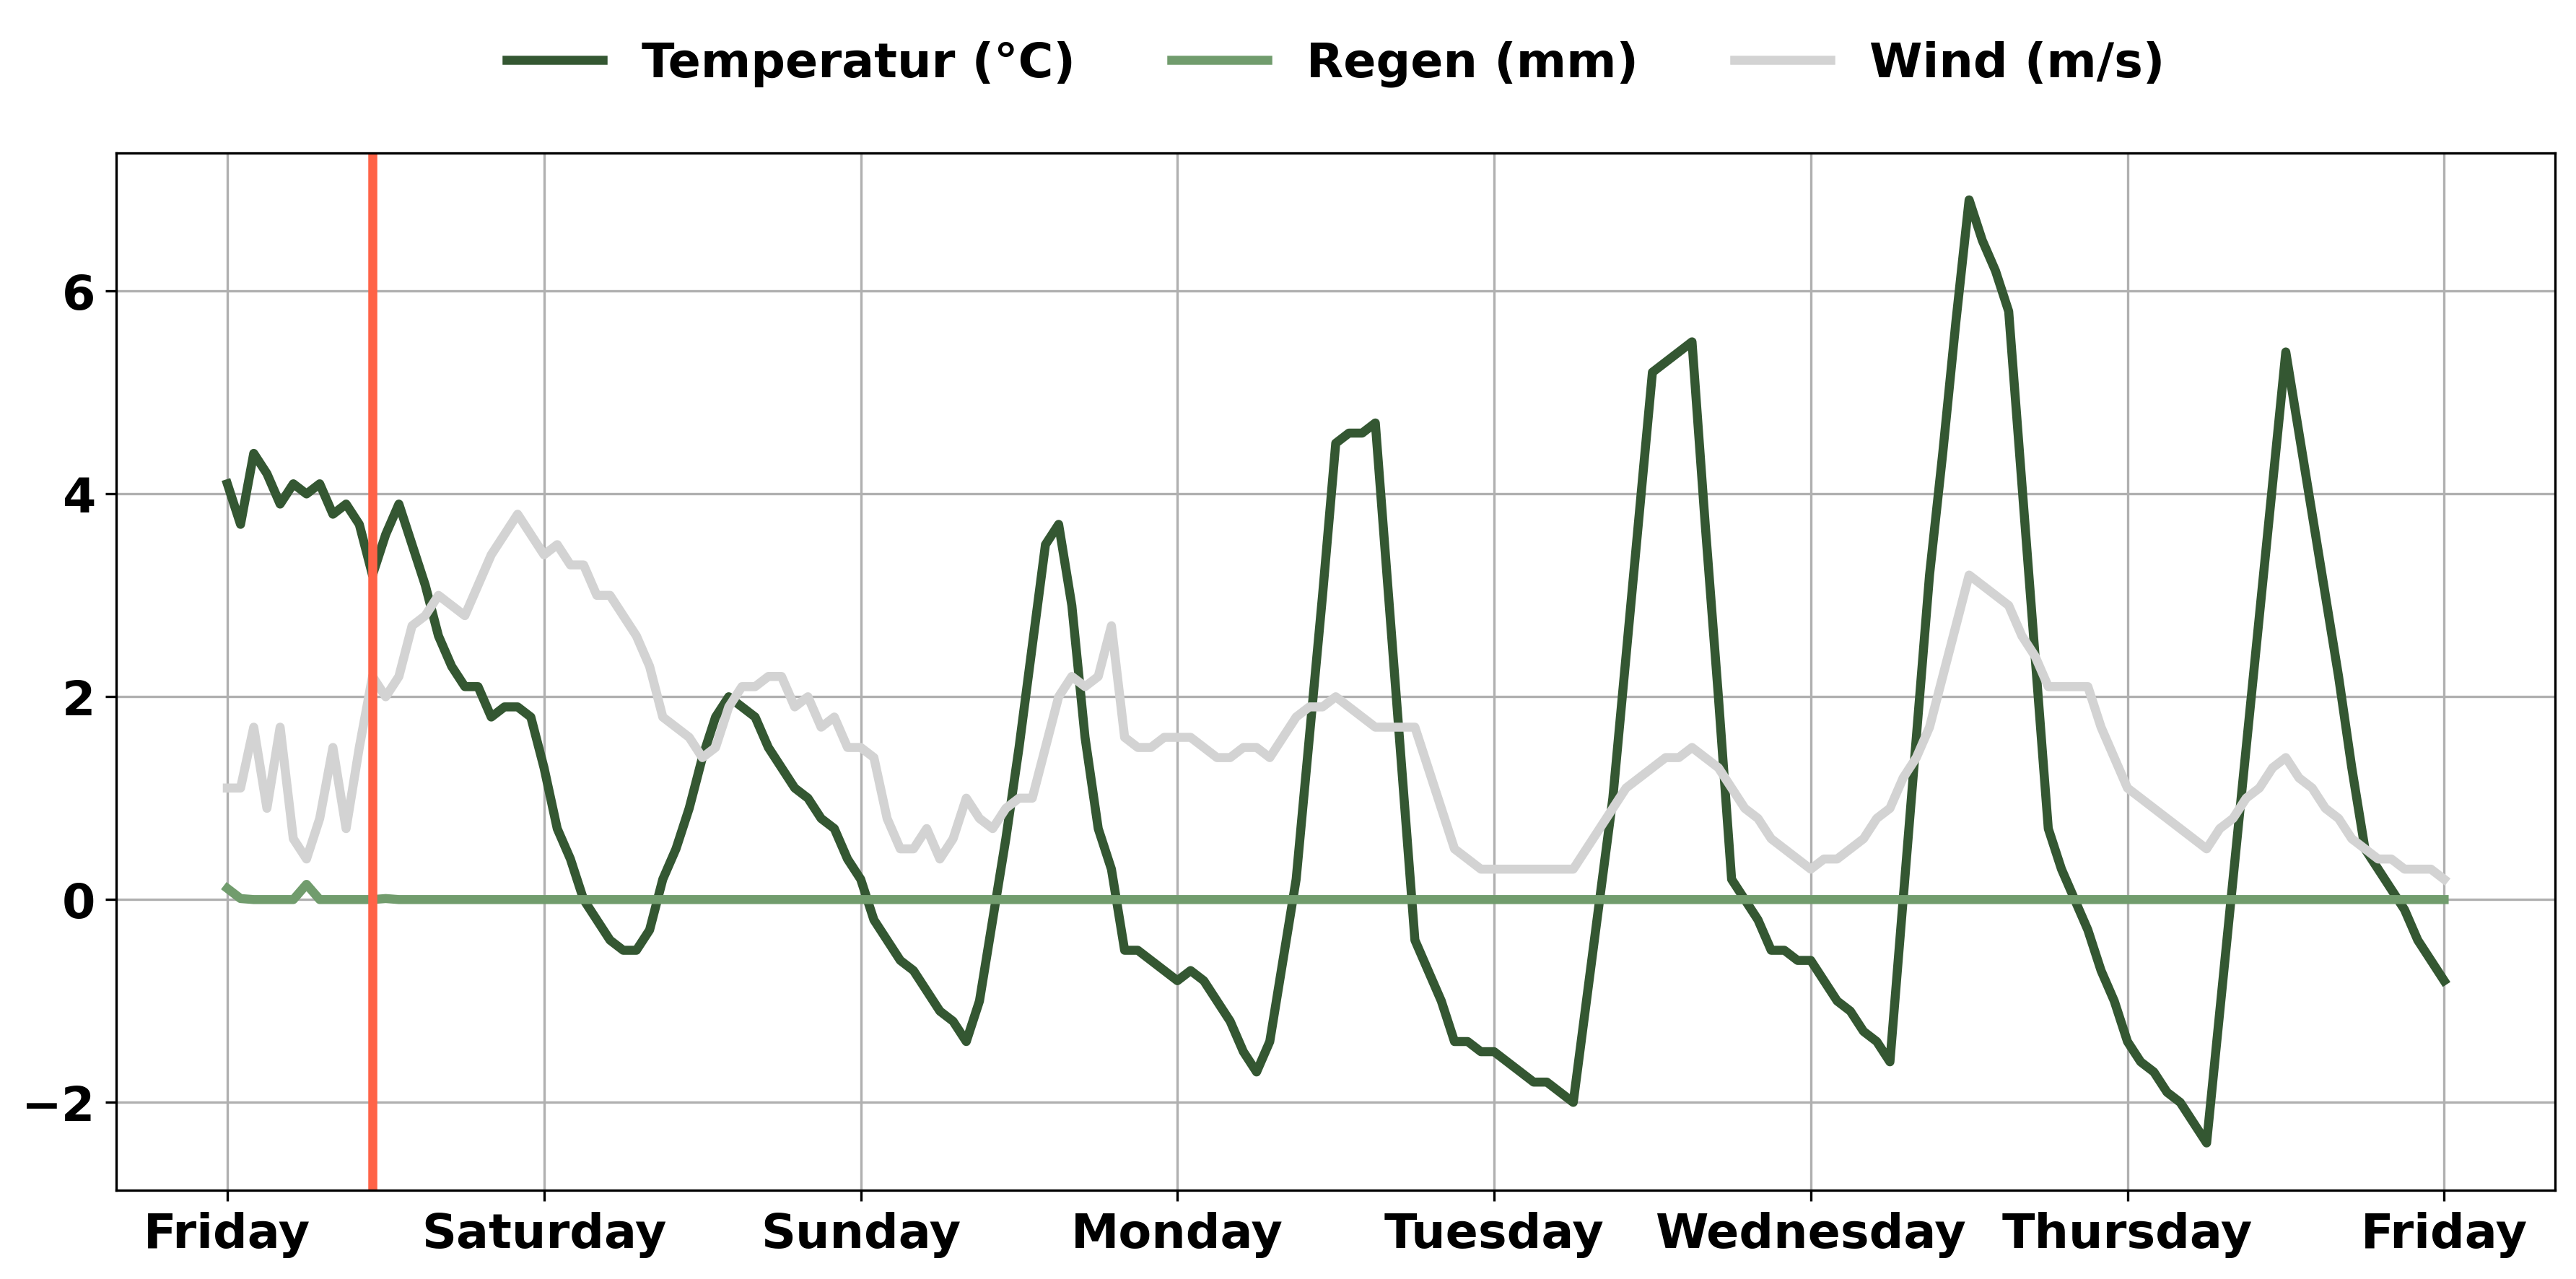 Temperatur (°C) Regen (mm) Wind (m/s)
6
4
2
0
−2
Friday Saturday Sunday Monday Tuesday Wednesday Thursday Friday